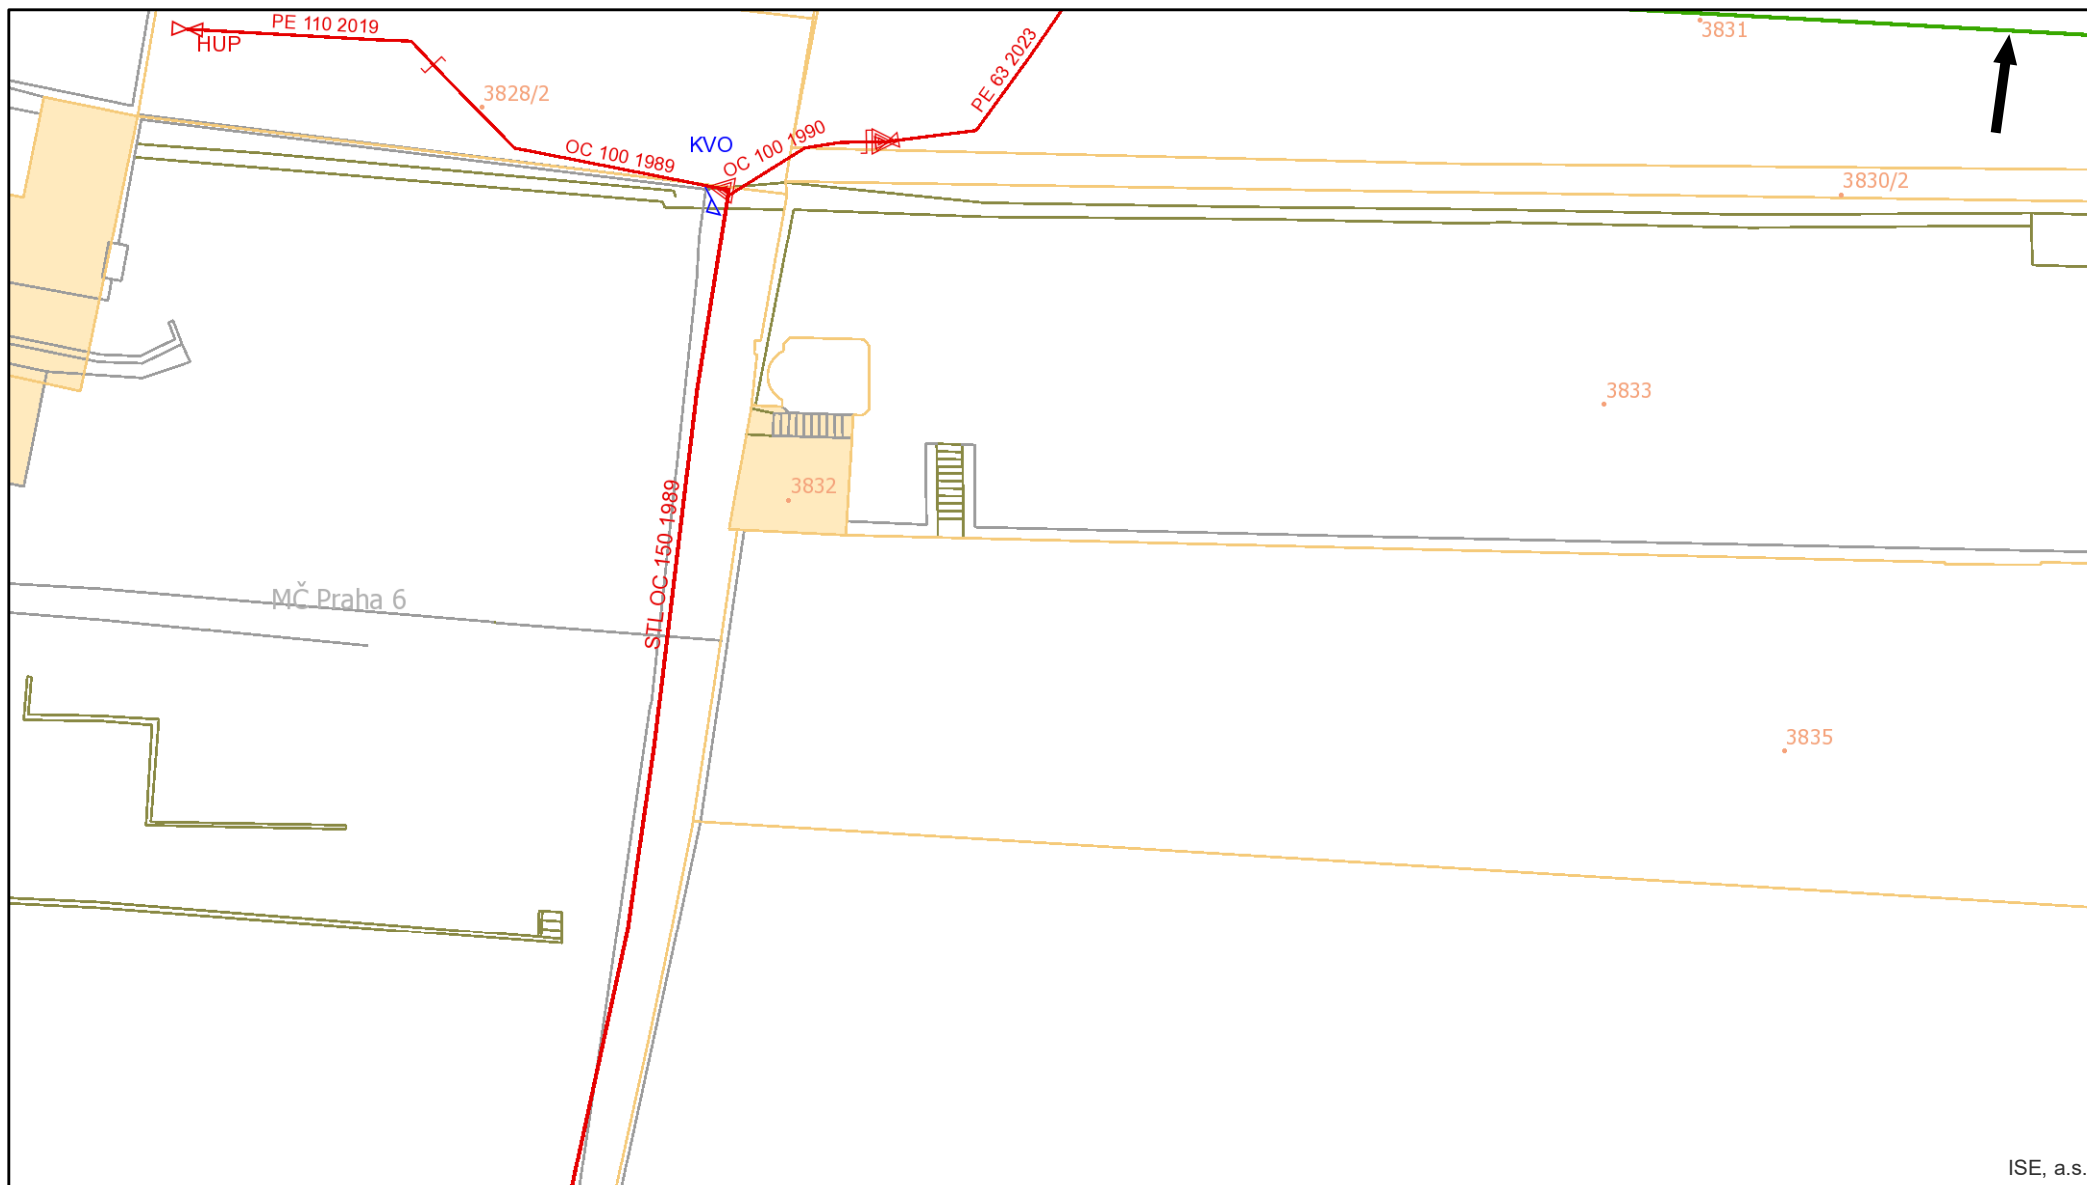 PE 110 2019
HUP
3831
PE 63 2023
3828/2
KVO
OC 100 1990
OC 100 1989
3830/2
3833
3832
STL OC 150 1989
MČ Praha 6
3835
ISE, a.s.